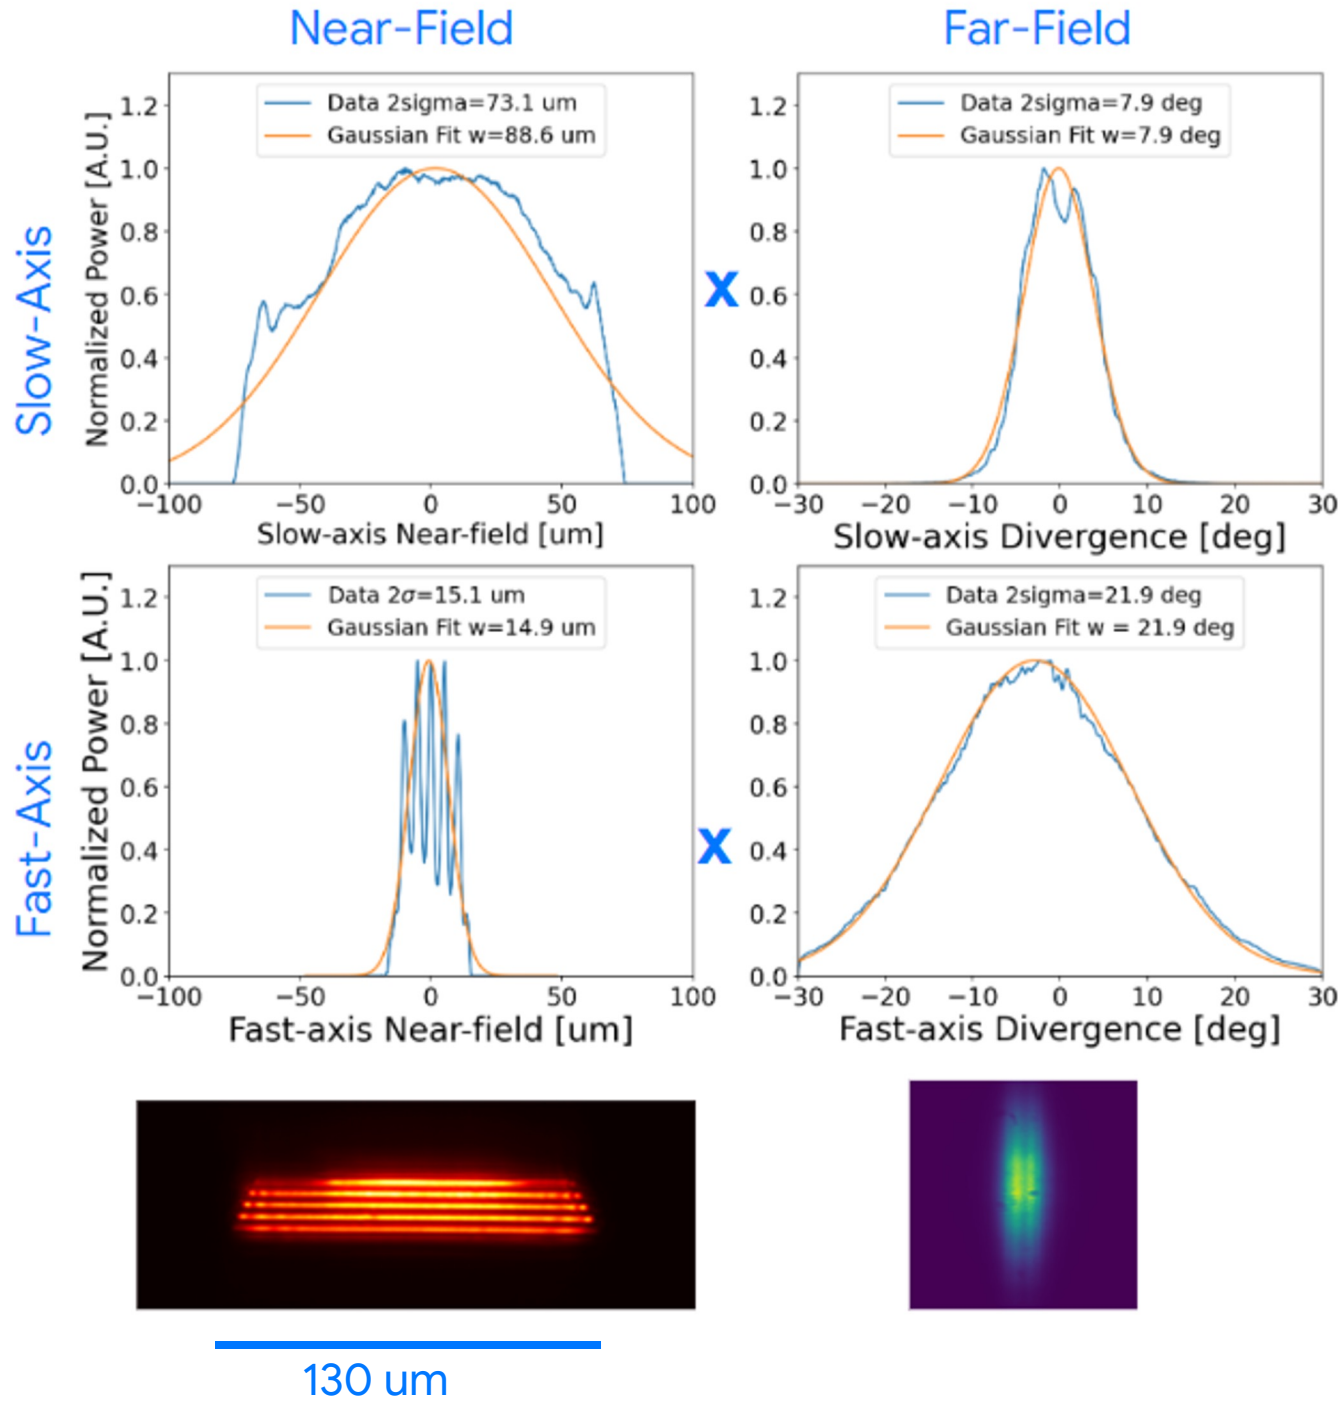 Near-Field
Far-Field
Slow-Axis
Normalized Power [A.U.]
1.2
1.0
0.8
0.6
0.4
0.2
0.0
Data 2sigma=73.1 um
Gaussian Fit w=88.6 um
−100
−50
0
50
100
Slow-axis Near-field [um]
x
1.2
1.0
0.8
0.6
0.4
0.2
0.0
Data 2sigma=7.9 deg
Gaussian Fit w=7.9 deg
−30
−20
−10
0
10
20
30
Slow-axis Divergence [deg]
Fast-Axis
Normalized Power [A.U.]
1.2
1.0
0.8
0.6
0.4
0.2
0.0
Data 2σ=15.1 um
Gaussian Fit w=14.9 um
−100
−50
0
50
100
Fast-axis Near-field [um]
x
1.2
1.0
0.8
0.6
0.4
0.2
0.0
Data 2sigma=21.9 deg
Gaussian Fit w = 21.9 deg
−30
−20
−10
0
10
20
30
Fast-axis Divergence [deg]
130 um